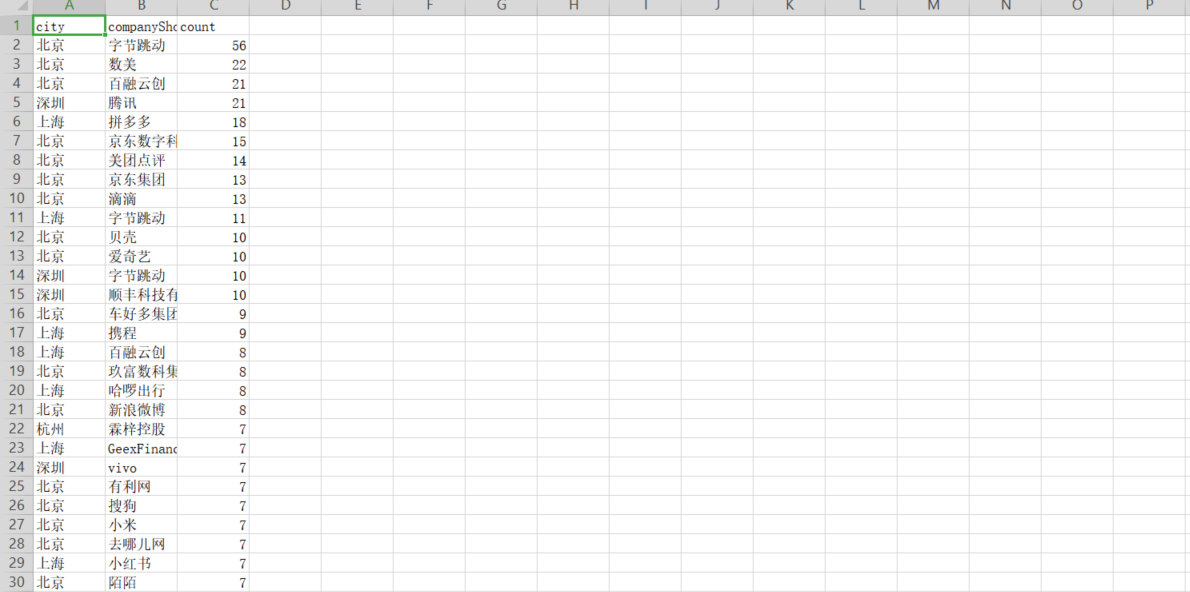 A B C D E F G H I J K L M N O P
1 city companySho count
2 北京 字节跳动 56
3 北京 数美 22
4 北京 百融云创 21
5 深圳 腾讯 21
6 上海 拼多多 18
7 北京 京东数字科 15
8 北京 美团点评 14
9 北京 京东集团 13
10 北京 滴滴 13
11 上海 字节跳动 11
12 北京 贝壳 10
13 北京 爱奇艺 10
14 深圳 字节跳动 10
15 深圳 顺丰科技有 10
16 北京 车好多集团 9
17 上海 携程 9
18 上海 百融云创 8
19 北京 玖富数科集 8
20 上海 哈啰出行 8
21 北京 新浪微博 8
22 杭州 霖梓控股 7
23 上海 GeexFinanc 7
24 深圳 vivo 7
25 北京 有利网 7
26 北京 搜狗 7
27 北京 小米 7
28 北京 去哪儿网 7
29 上海 小红书 7
30 北京 陌陌 7